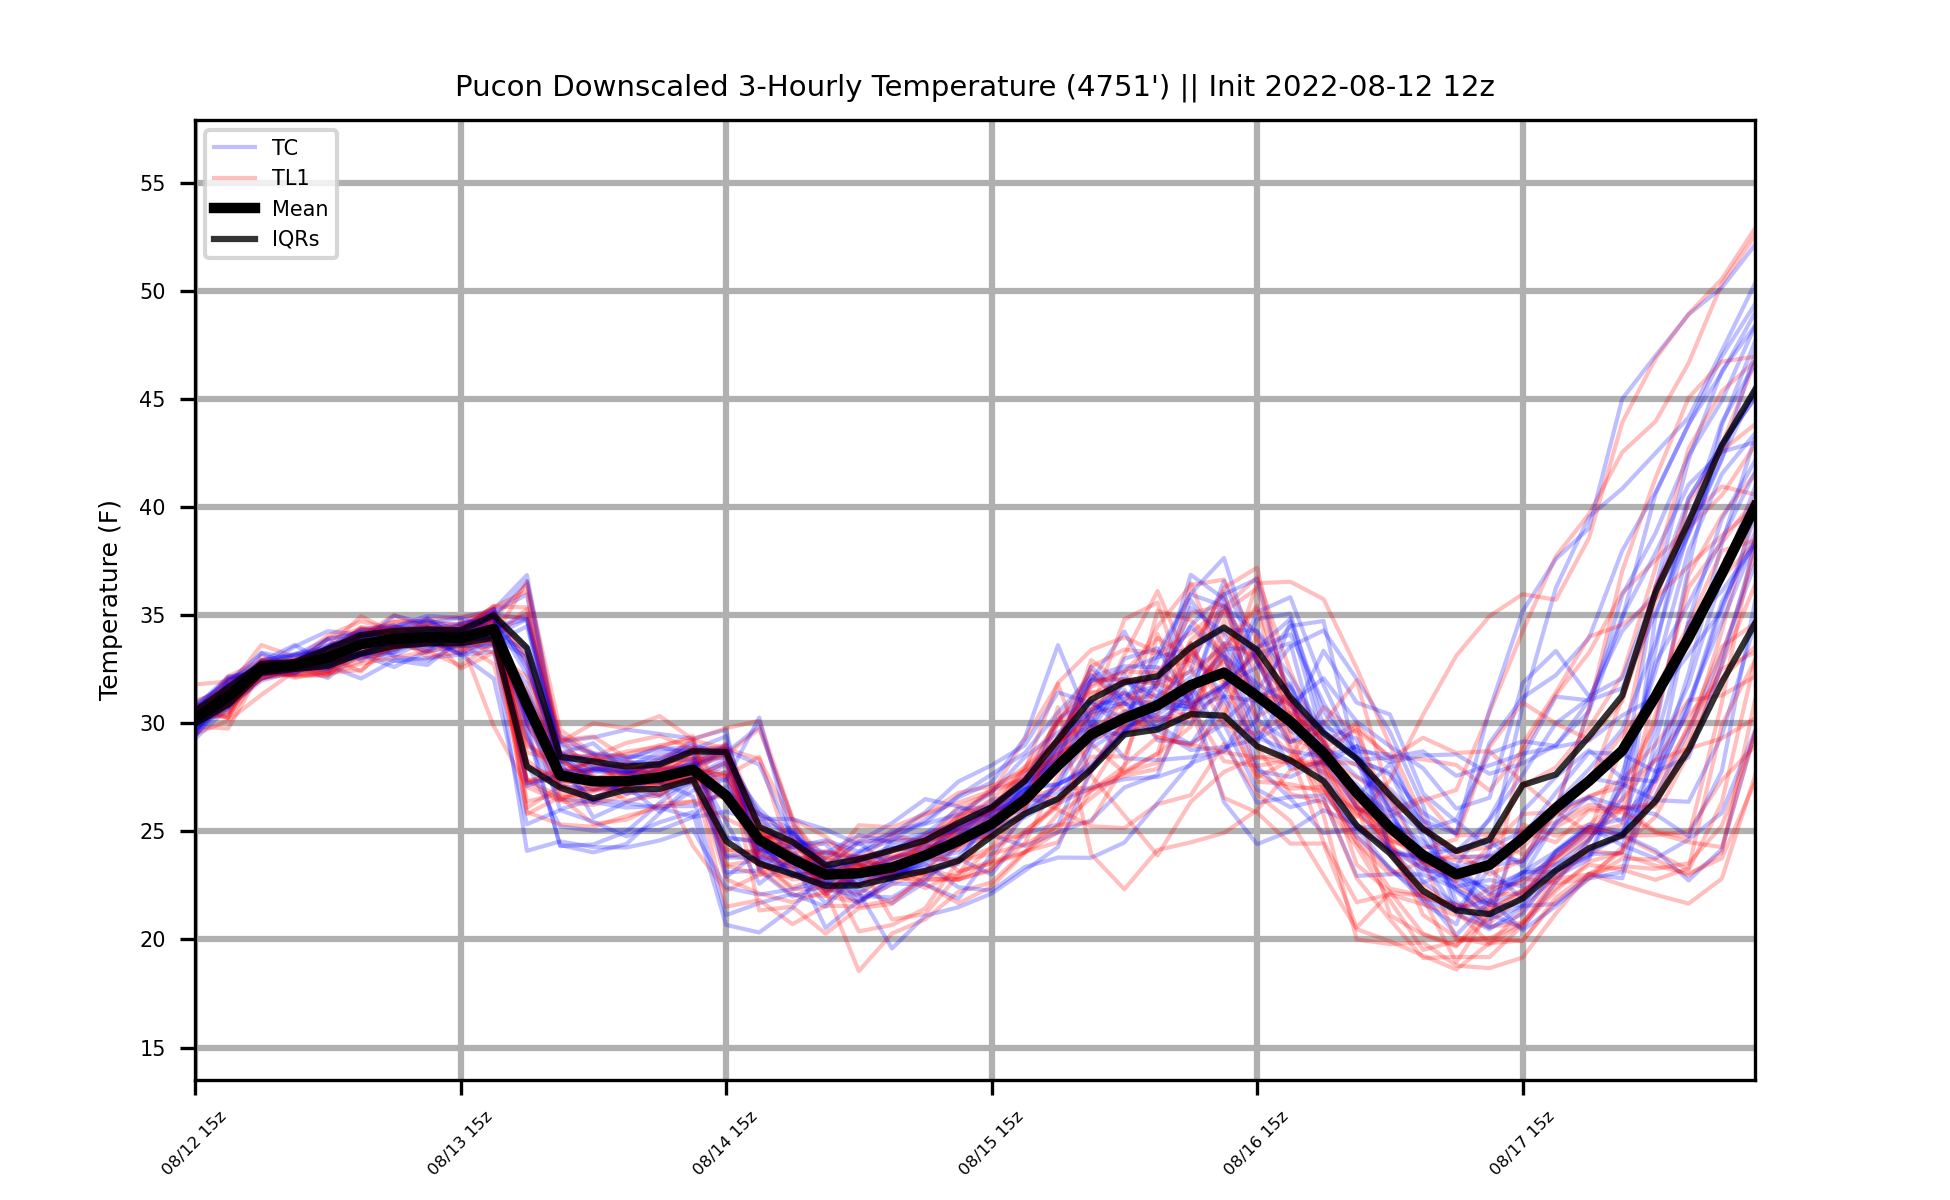 Pucon Downscaled 3-Hourly Temperature (4751') || Init 2022-08-12 12z
TC
TL1
Mean
IQRs
Temperature (F)
55
50
45
40
35
30
25
20
15
08/12 15z
08/13 15z
08/14 15z
08/15 15z
08/16 15z
08/17 15z